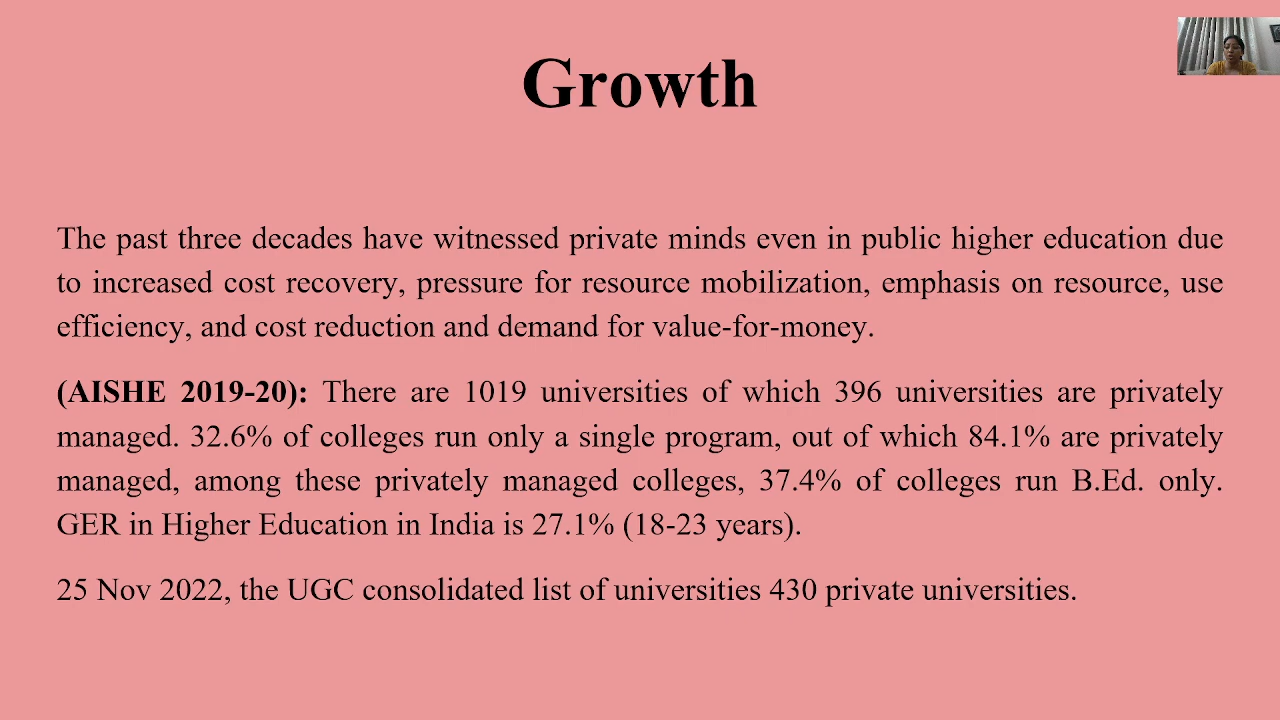 Growth
The past three decades have witnessed private minds even in public higher education due
to increased cost recovery, pressure for resource mobilization, emphasis on resource, use
efficiency, and cost reduction and demand for value-for-money.
(AISHE 2019-20): There are 1019 universities of which 396 universities are privately
managed. 32.6% of colleges run only a single program, out of which 84.1% are privately
managed, among these privately managed colleges, 37.4% of colleges run B.Ed. only.
GER in Higher Education in India is 27.1% (18-23 years).
25 Nov 2022, the UGC consolidated list of universities 430 private universities.